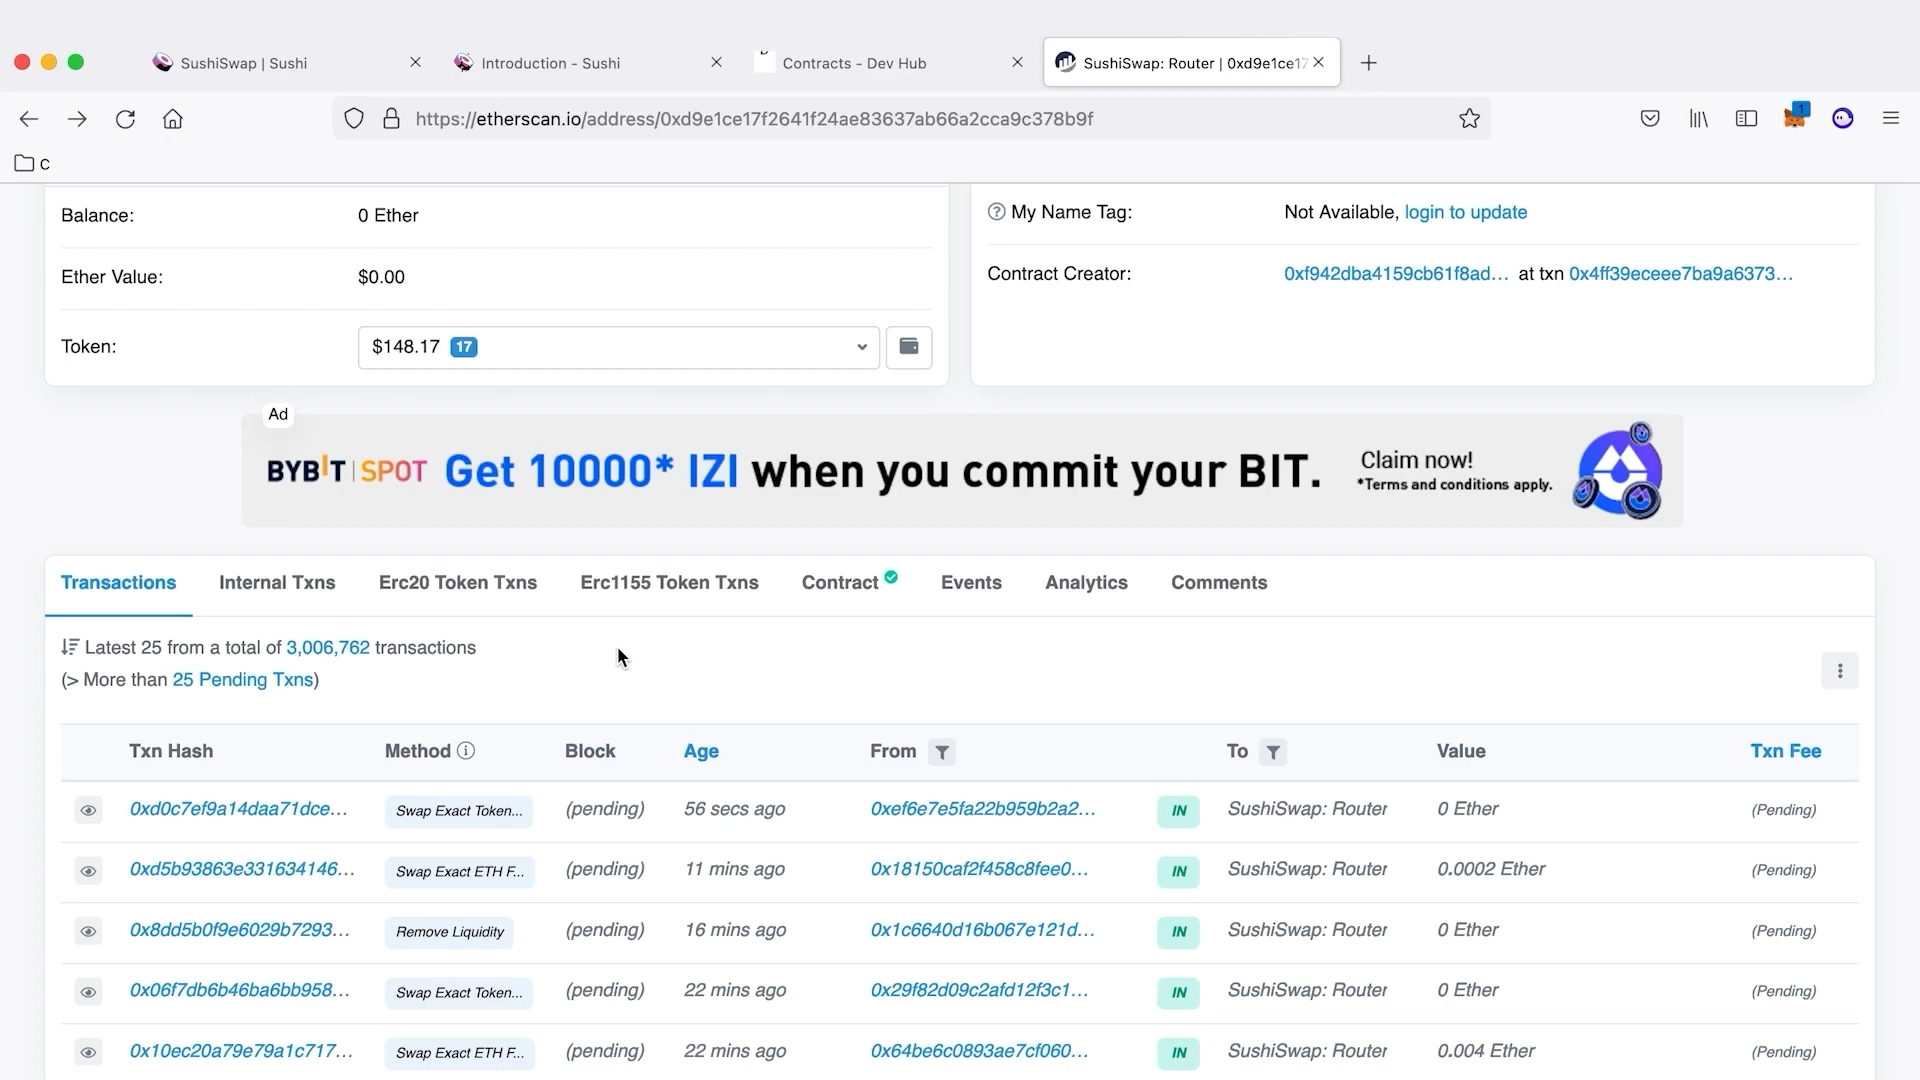 SushiSwap | Sushi
Introduction - Sushi
Contracts - Dev Hub
SushiSwap: Router | 0xd9e1ce17
https://etherscan.io/address/0xd9e1ce17f2641f24ae83637ab66a2cca9c378b9f
1
C
Balance: 0 Ether
Ether Value: $0.00
Token: $148.17 17
My Name Tag: Not Available, login to update
Contract Creator: 0xf942dba4159cb61f8ad... at txn 0x4ff39eceee7ba9a6373...
Ad
BYBIT | SPOT Get 10000* IZI when you commit your BIT. Claim now!
*Terms and conditions apply.
Transactions Internal Txns Erc20 Token Txns Erc1155 Token Txns Contract Events Analytics Comments
Latest 25 from a total of 3,006,762 transactions
(> More than 25 Pending Txns)
Txn Hash Method Block Age From To Value Txn Fee
0xd0c7ef9a14daa71dce... Swap Exact Token... (pending) 56 secs ago 0xef6e7e5fa22b959b2a2... IN SushiSwap: Router 0 Ether (Pending)
0xd5b93863e331634146... Swap Exact ETH F... (pending) 11 mins ago 0x18150caf2f458c8fee0... IN SushiSwap: Router 0.0002 Ether (Pending)
0x8dd5b0f9e6029b7293... Remove Liquidity (pending) 16 mins ago 0x1c6640d16b067e121d... IN SushiSwap: Router 0 Ether (Pending)
0x06f7db6b46ba6bb958... Swap Exact Token... (pending) 22 mins ago 0x29f82d09c2afd12f3c1... IN SushiSwap: Router 0 Ether (Pending)
0x10ec20a79e79a1c717... Swap Exact ETH F... (pending) 22 mins ago 0x64be6c0893ae7cf060... IN SushiSwap: Router 0.004 Ether (Pending)